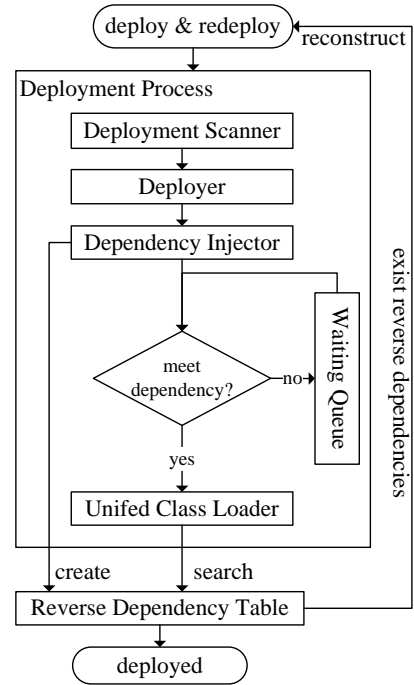 deploy & redeploy
reconstruct
Deployment Process
Deployment Scanner
Deployer
Dependency Injector
exist reverse dependencies
Waiting Queue
meet
dependency?
no
yes
Unifed Class Loader
create
search
Reverse Dependency Table
deployed